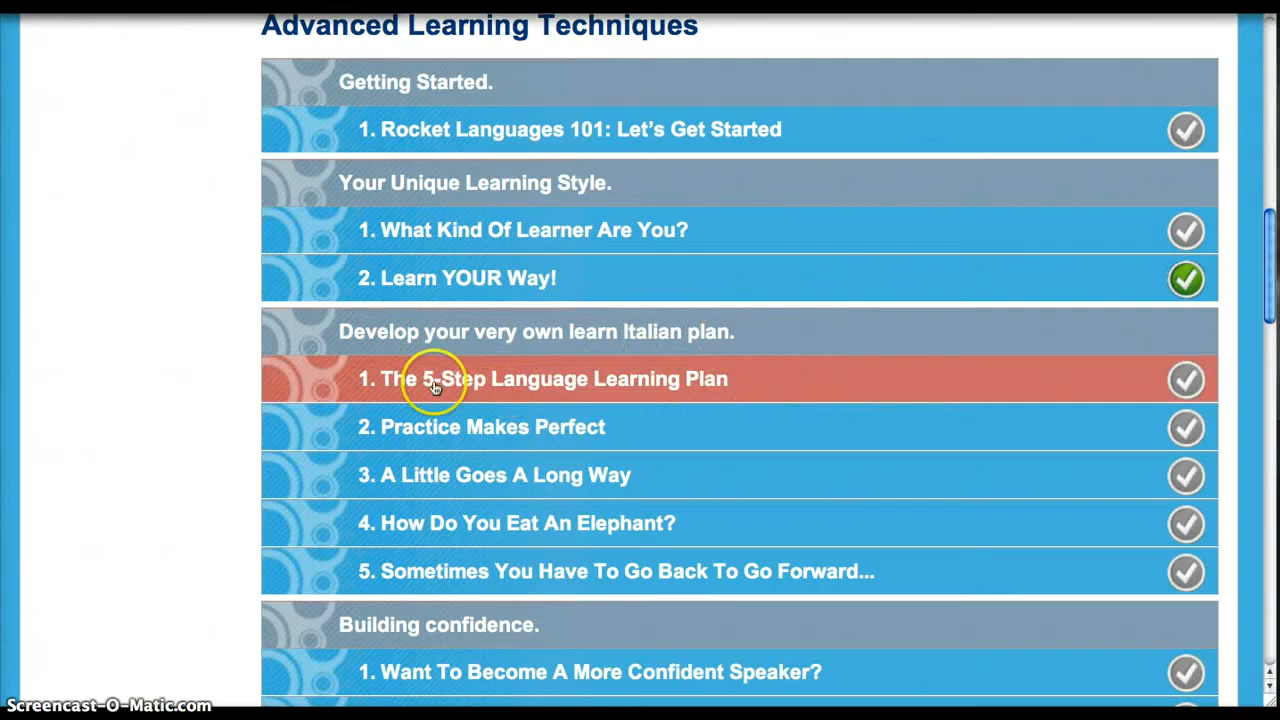 Advanced Learning Techniques
Getting Started.
1. Rocket Languages 101: Let's Get Started
Your Unique Learning Style.
1. What Kind Of Learner Are You?
2. Learn YOUR Way!
Develop your very own learn Italian plan.
1. The 5-Step Language Learning Plan
2. Practice Makes Perfect
3. A Little Goes A Long Way
4. How Do You Eat An Elephant?
5. Sometimes You Have To Go Back To Go Forward...
Building confidence.
1. Want To Become A More Confident Speaker?
Screencast-O-Matic.com